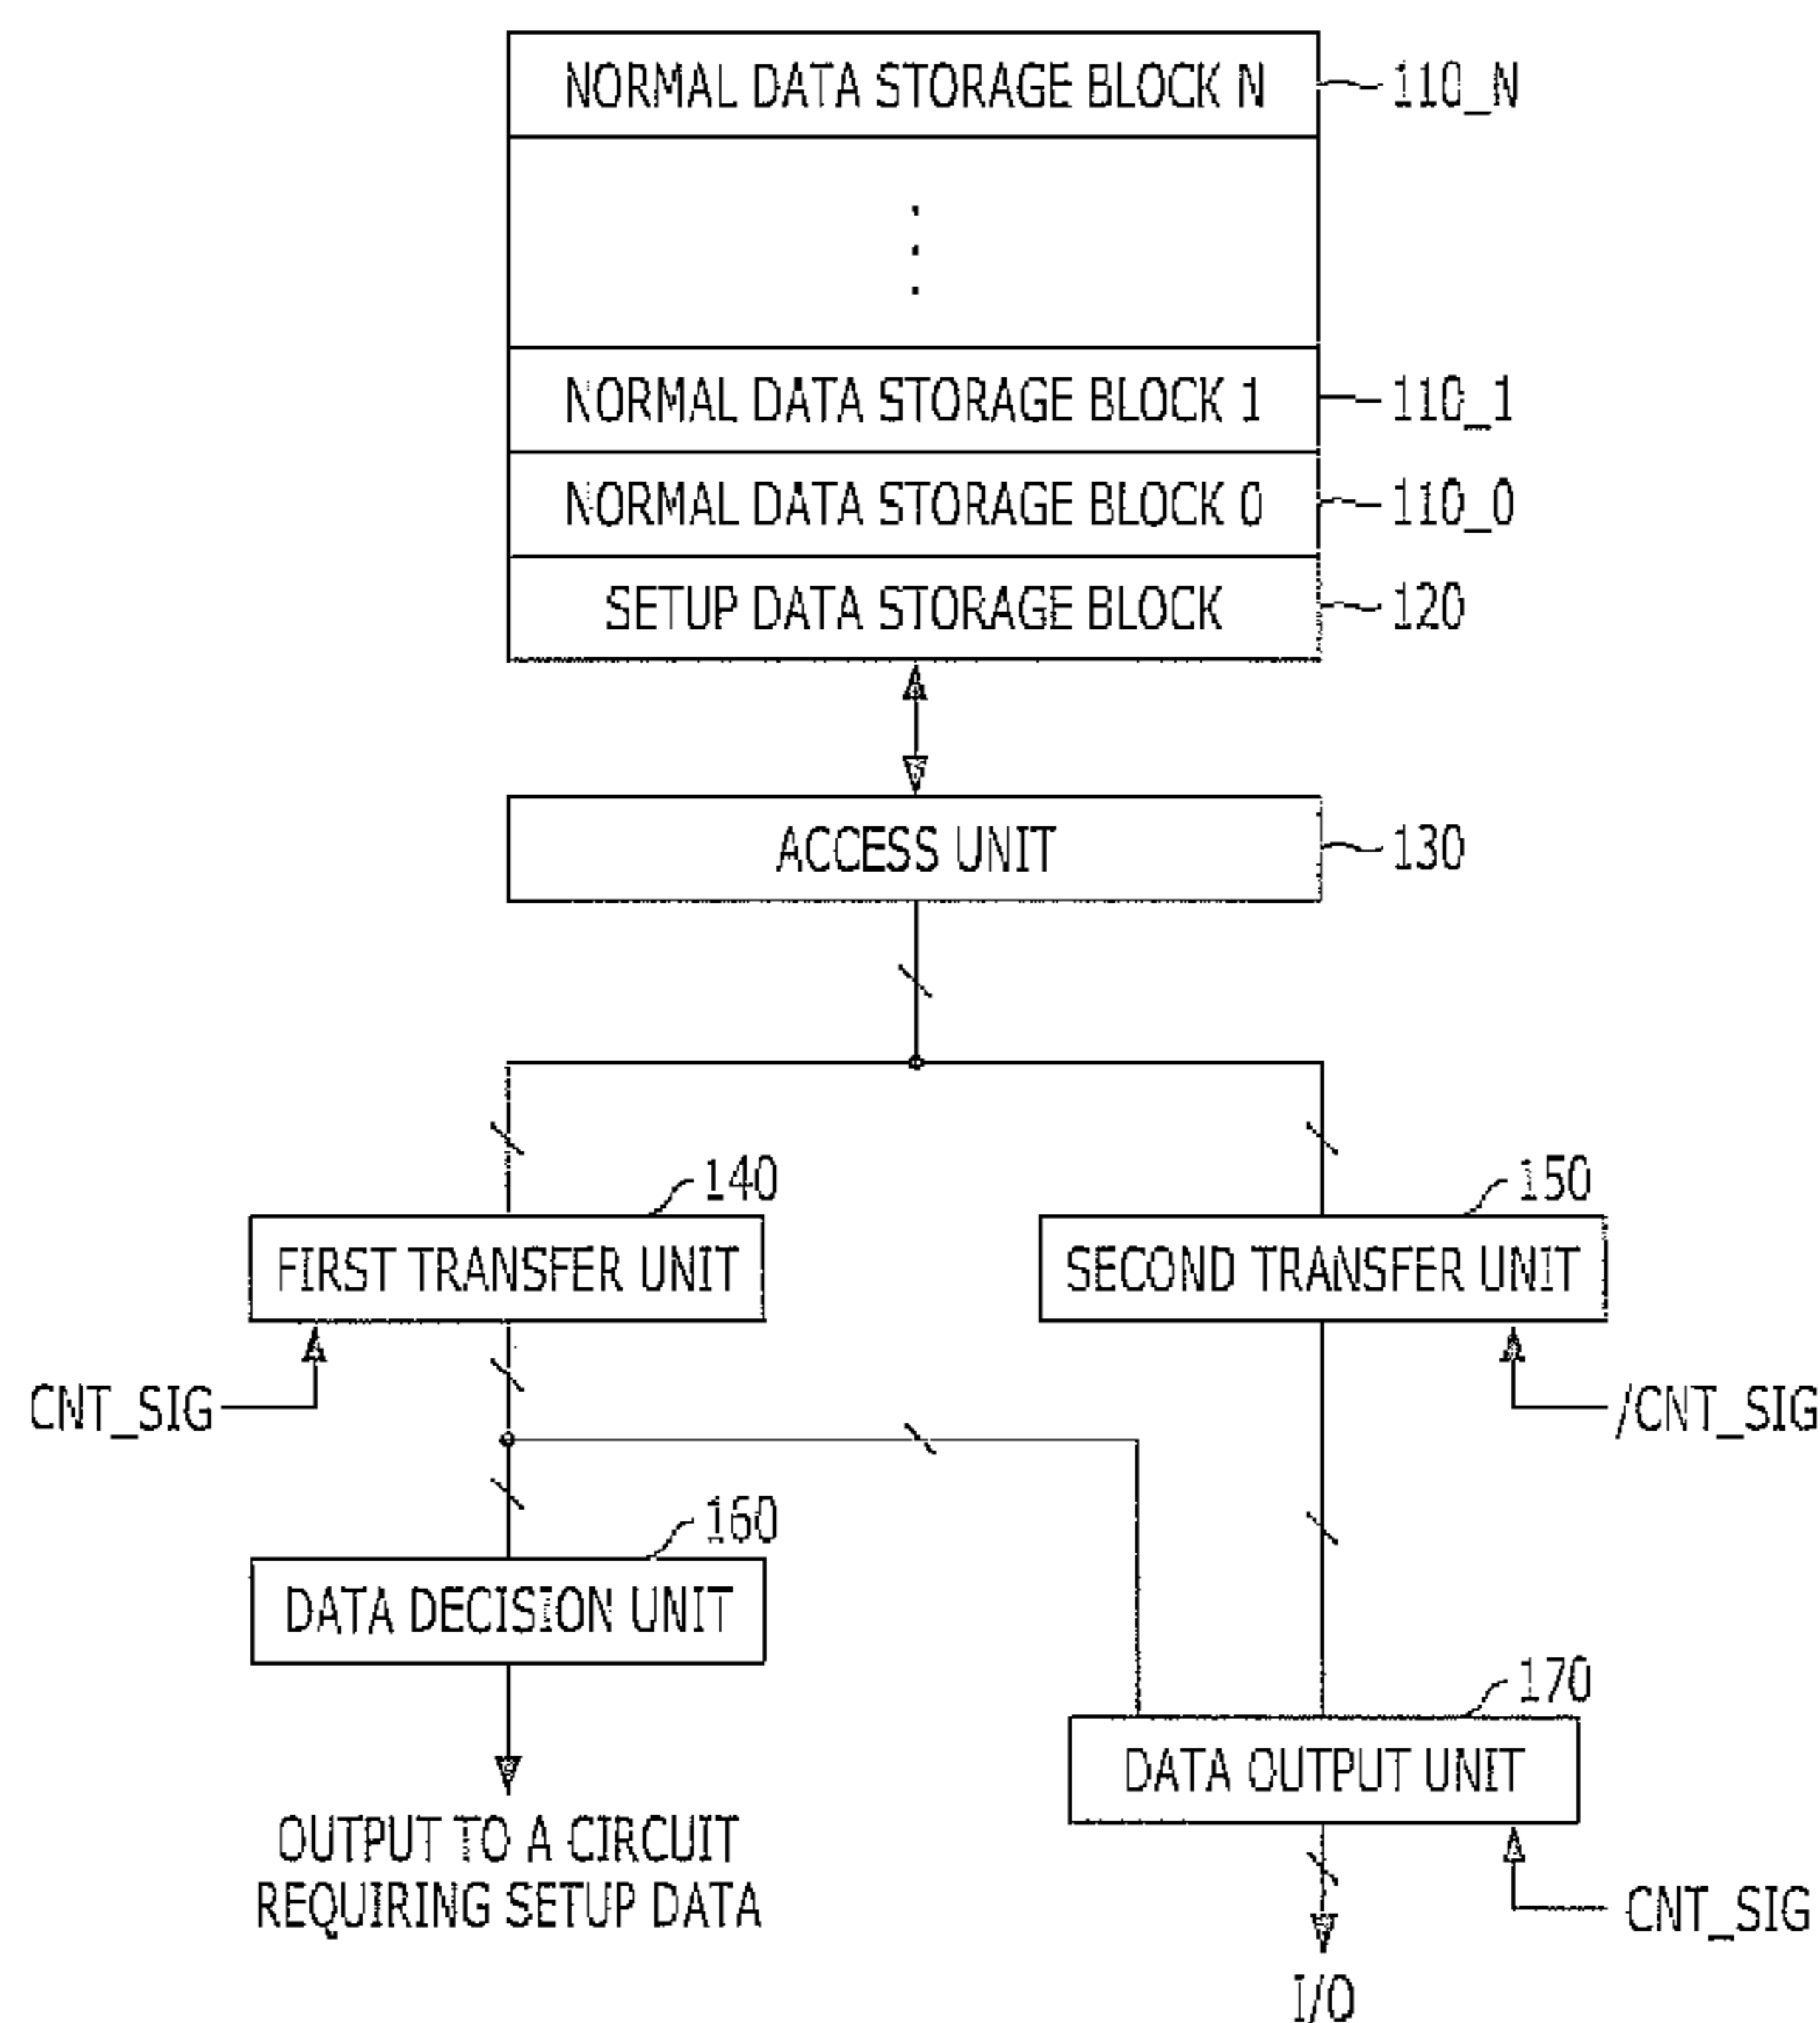 NORMAL DATA STORAGE BLOCK N
110_N
NORMAL DATA STORAGE BLOCK 1
110_1
NORMAL DATA STORAGE BLOCK 0
110_0
SETUP DATA STORAGE BLOCK
120
ACCESS UNIT
130
140
150
FIRST TRANSFER UNIT
SECOND TRANSFER UNIT
CNT_SIG
/CNT_SIG
160
DATA DECISION UNIT
170
DATA OUTPUT UNIT
OUTPUT TO A CIRCUIT
REQUIRING SETUP DATA
CNT_SIG
I/O